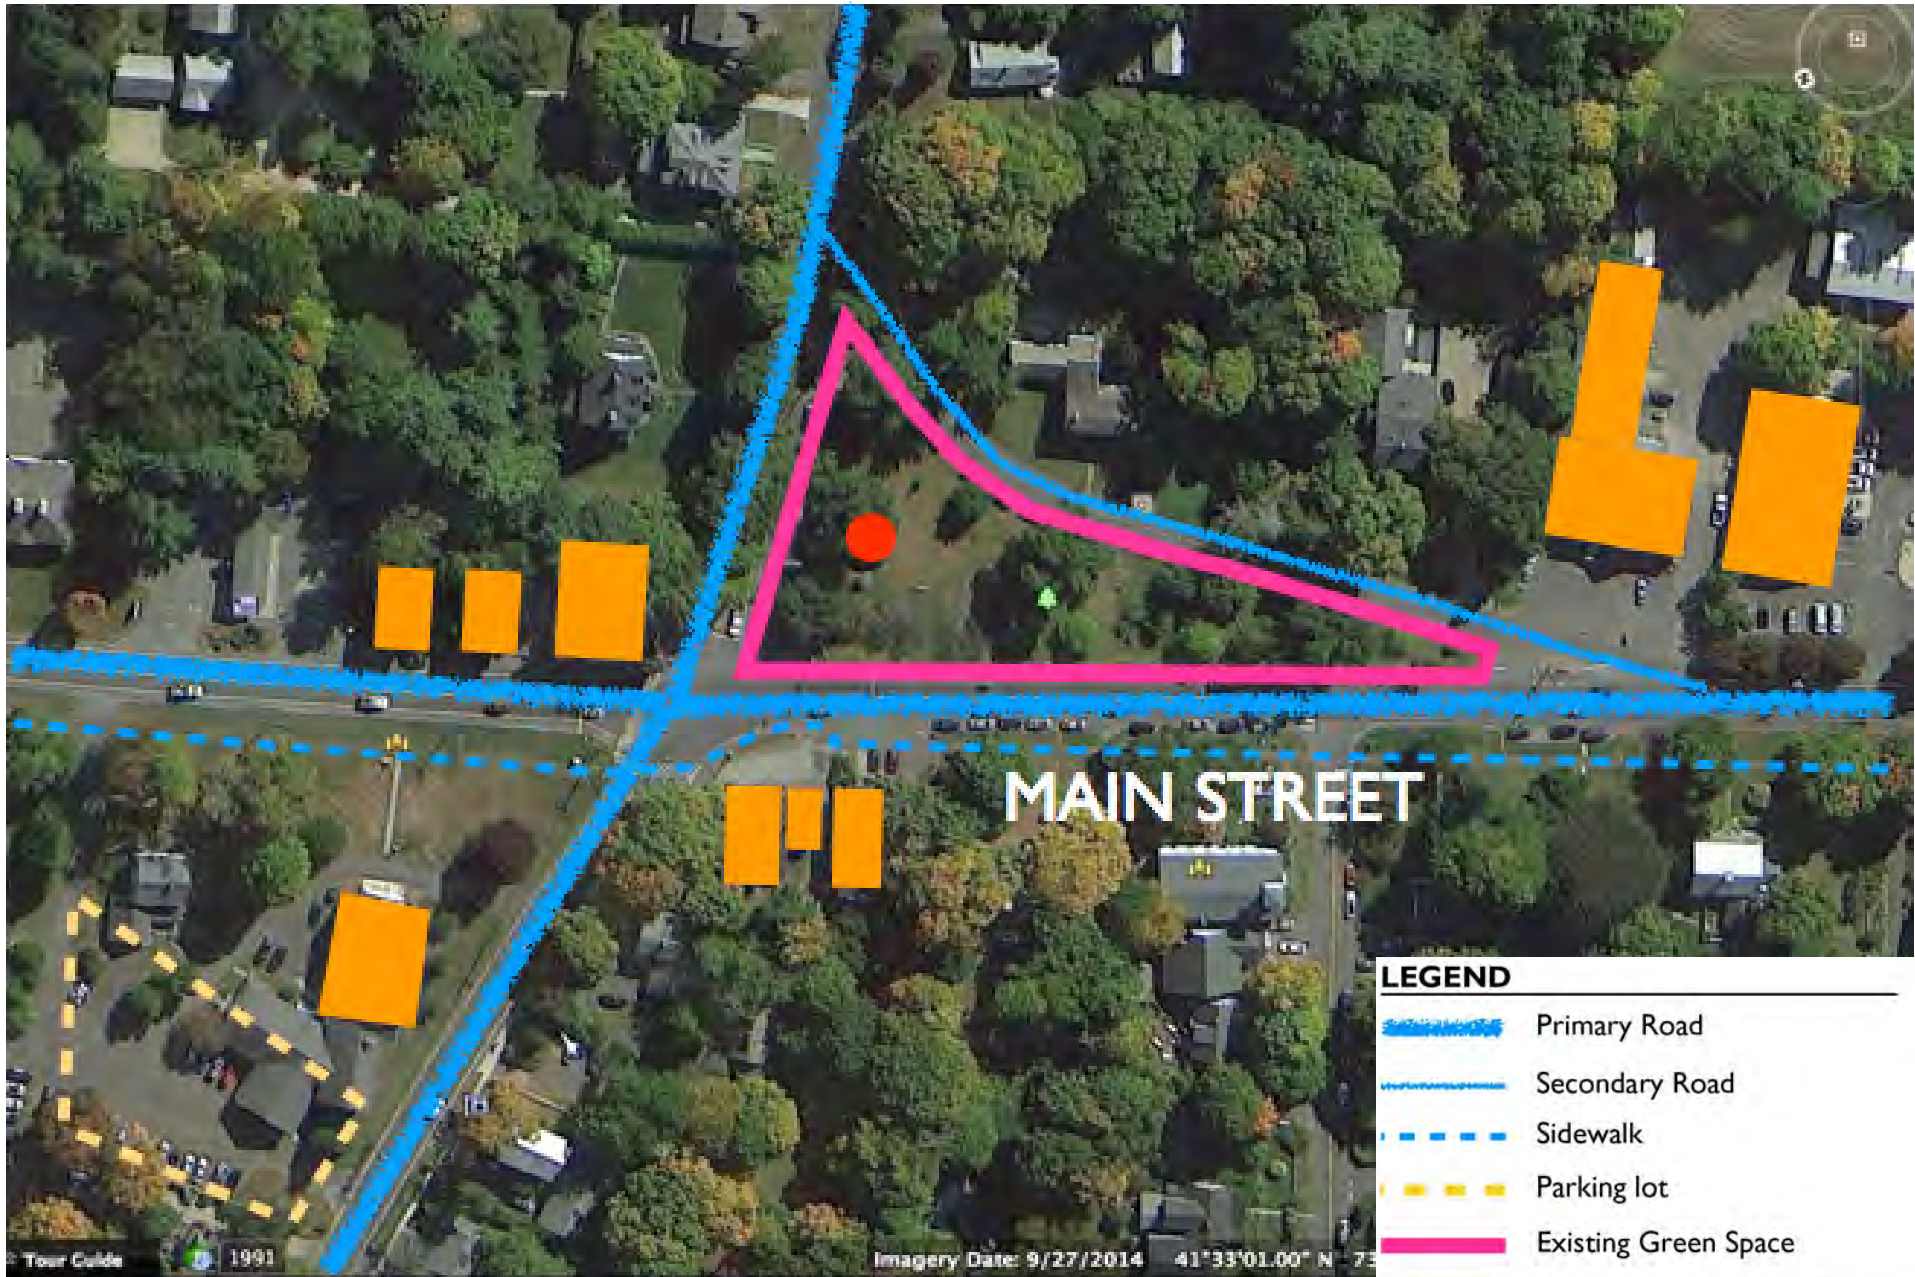 MAIN STREET
LEGEND
Primary Road
Secondary Road
Sidewalk
Parking lot
Existing Green Space
Tour Guide
1991
Imagery Date: 9/27/2014 41°33'01.00" N 73